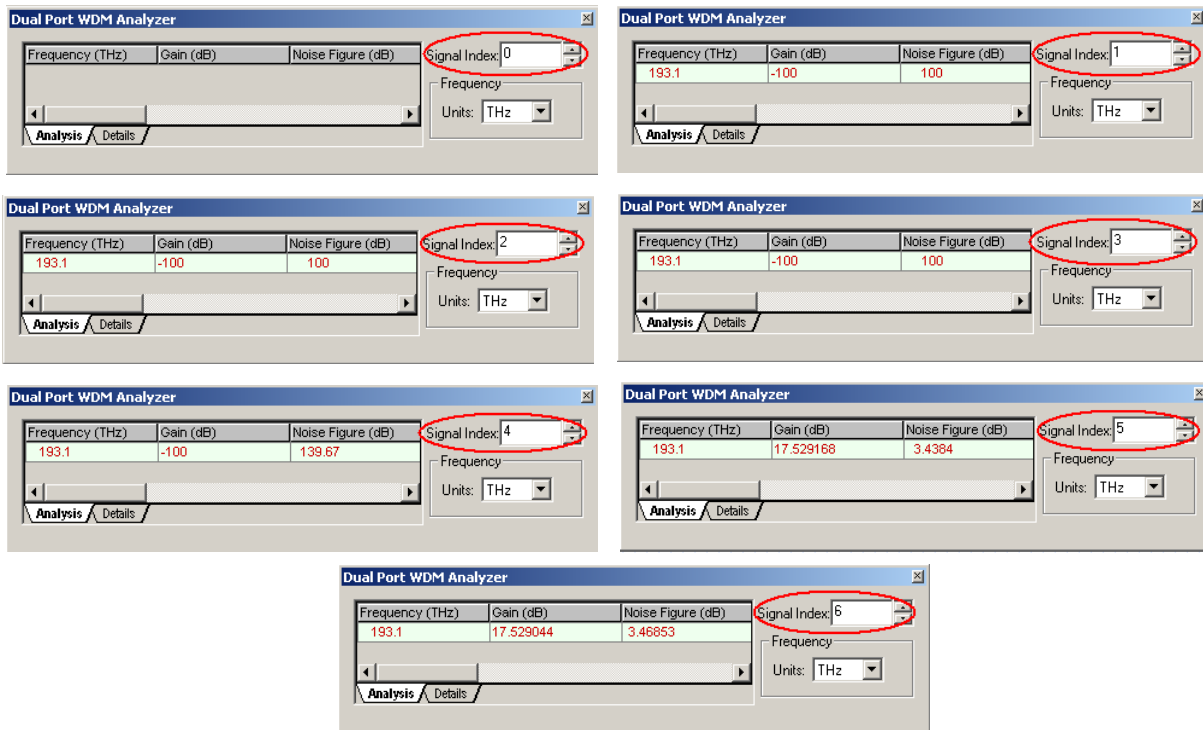 Dual Port WDM Analyzer
Frequency (THz) Gain (dB) Noise Figure (dB)
Signal Index: 0
Frequency
Units: THz
Analysis Details
Dual Port WDM Analyzer
Frequency (THz) Gain (dB) Noise Figure (dB)
193.1 -100 100
Signal Index: 1
Frequency
Units: THz
Analysis Details
Dual Port WDM Analyzer
Frequency (THz) Gain (dB) Noise Figure (dB)
193.1 -100 100
Signal Index: 2
Frequency
Units: THz
Analysis Details
Dual Port WDM Analyzer
Frequency (THz) Gain (dB) Noise Figure (dB)
193.1 -100 100
Signal Index: 3
Frequency
Units: THz
Analysis Details
Dual Port WDM Analyzer
Frequency (THz) Gain (dB) Noise Figure (dB)
193.1 -100 139.67
Signal Index: 4
Frequency
Units: THz
Analysis Details
Dual Port WDM Analyzer
Frequency (THz) Gain (dB) Noise Figure (dB)
193.1 17.529168 3.4384
Signal Index: 5
Frequency
Units: THz
Analysis Details
Dual Port WDM Analyzer
Frequency (THz) Gain (dB) Noise Figure (dB)
193.1 17.529044 3.46853
Signal Index: 6
Frequency
Units: THz
Analysis Details